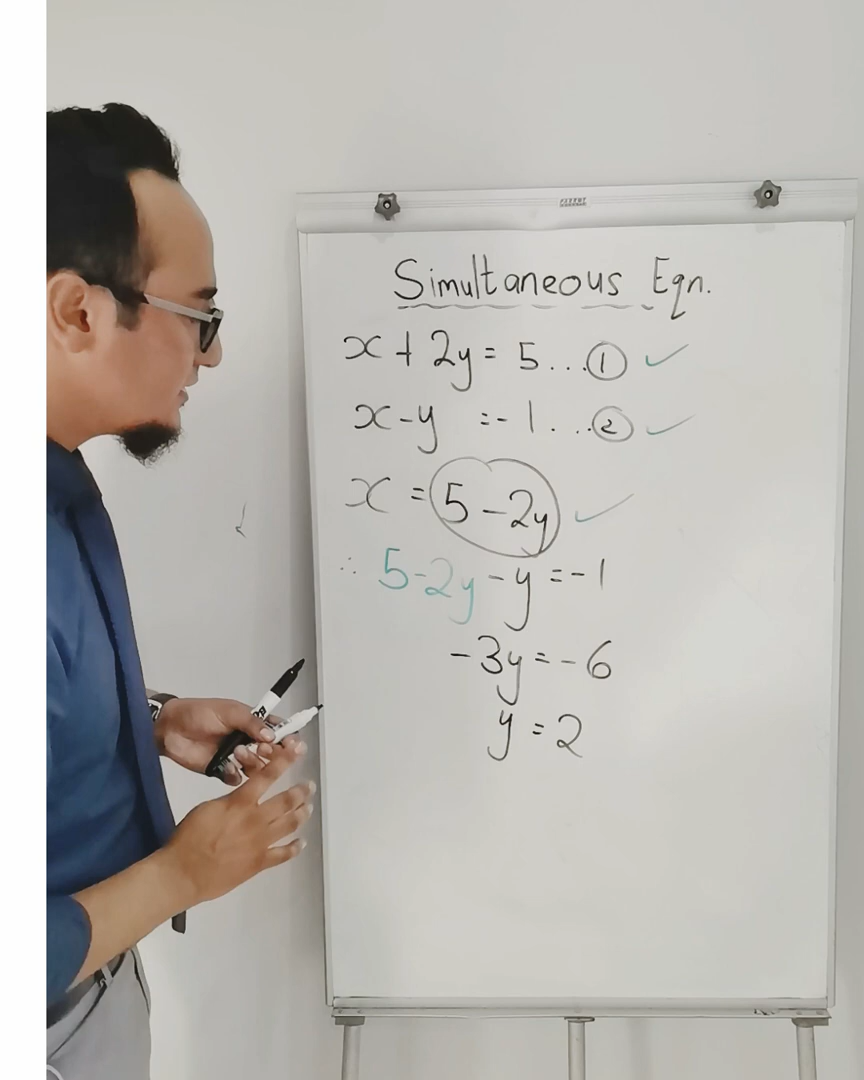 Simultaneous Eqn.
x + 2y = 5 ... ①
x - y = - 1 ... ②
x = 5 - 2y
∴ 5 - 2y - y = - 1
- 3y = - 6
y = 2